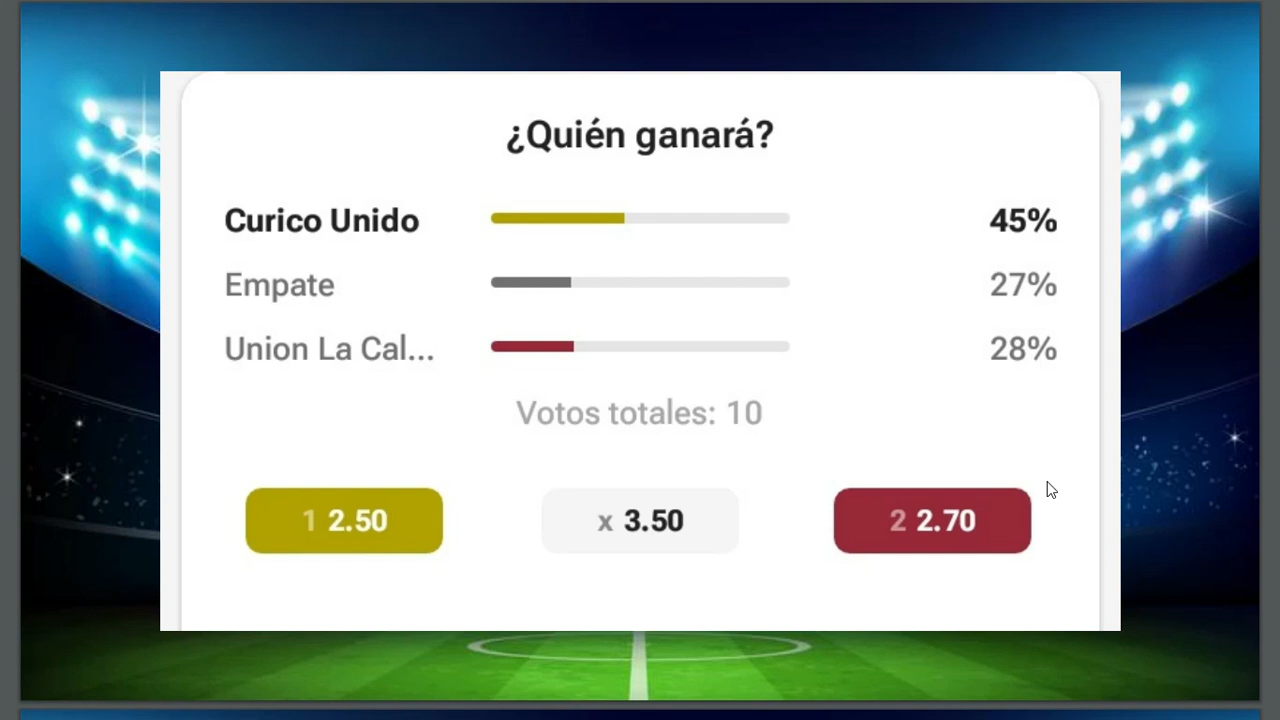 ¿Quién ganará?
Curico Unido 45%
Empate 27%
Union La Cal... 28%
Votos totales: 10
1 2.50 x 3.50 2 2.70